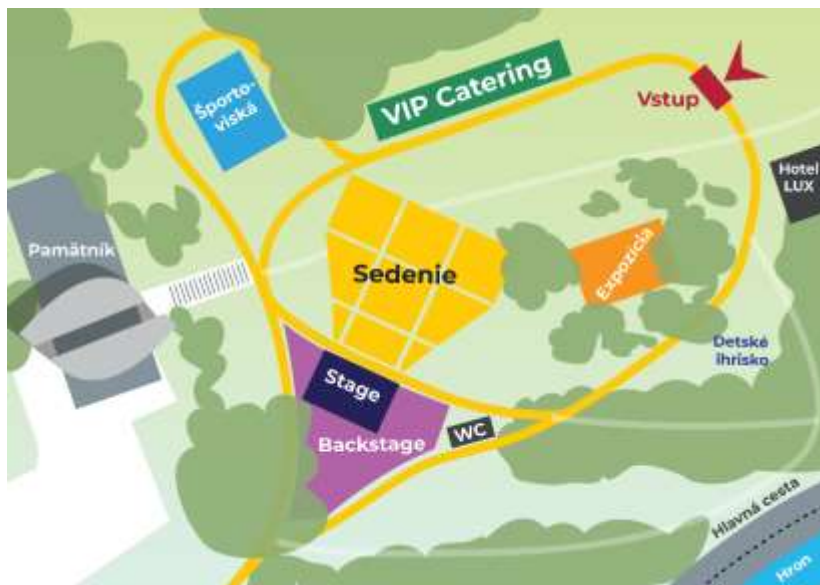 Športo-
viská
VIP Catering
Vstup
Hotel
LUX
Pamätník
Sedenie
Expozícia
Detské
ihrisko
Stage
Backstage
WC
Hlavná cesta
Hron